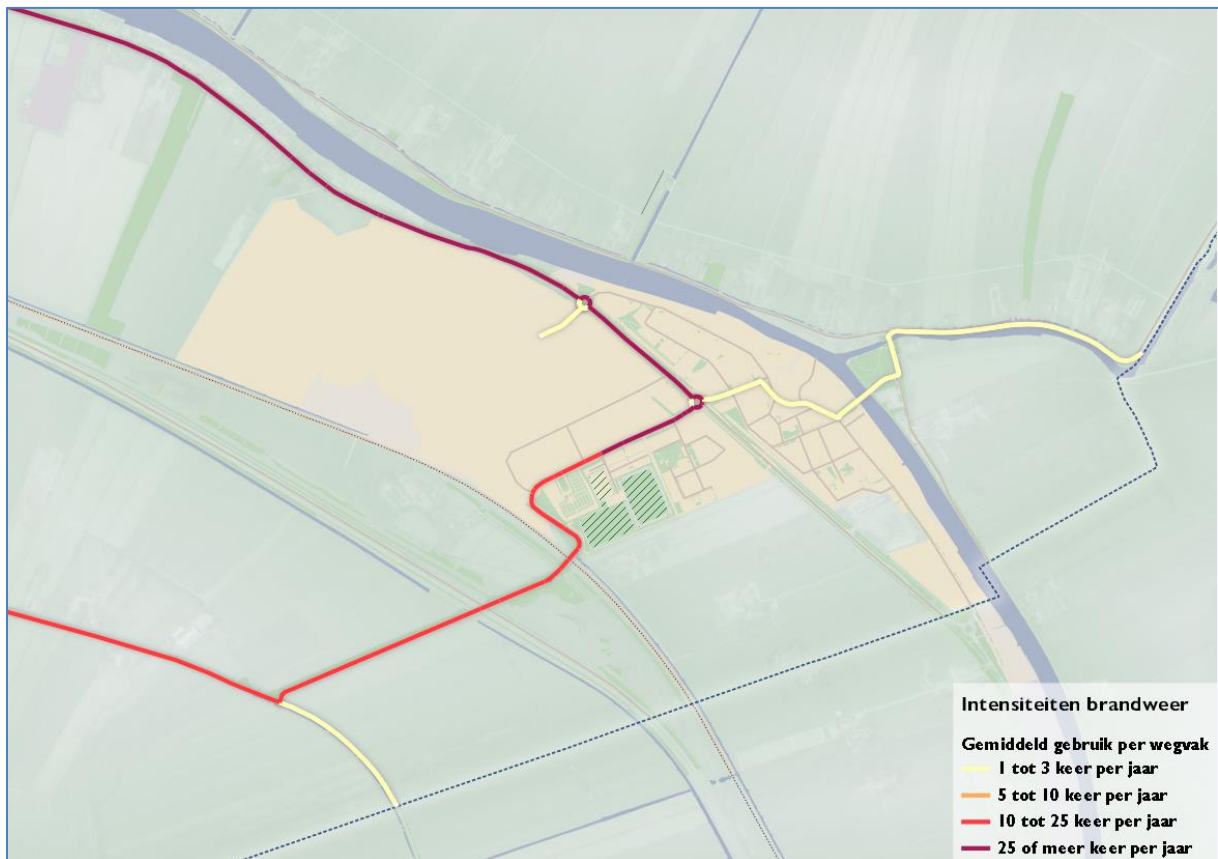 Intensiteiten brandweer
Gemiddeld gebruik per wegvak
1 tot 3 keer per jaar
5 tot 10 keer per jaar
10 tot 25 keer per jaar
25 of meer keer per jaar